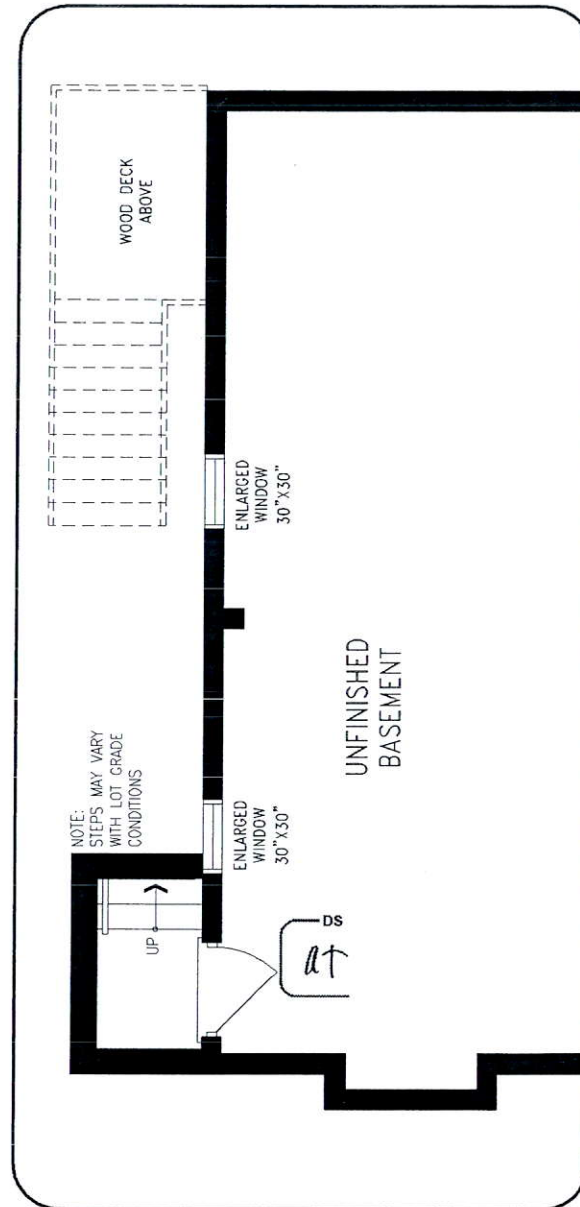 WOOD DECK
ABOVE
ENLARGED
WINDOW
30"X30"
NOTE:
STEPS MAY VARY
WITH LOT GRADE
CONDITIONS
ENLARGED
WINDOW
30"X30"
UNFINISHED
BASEMENT
UP
DS
at